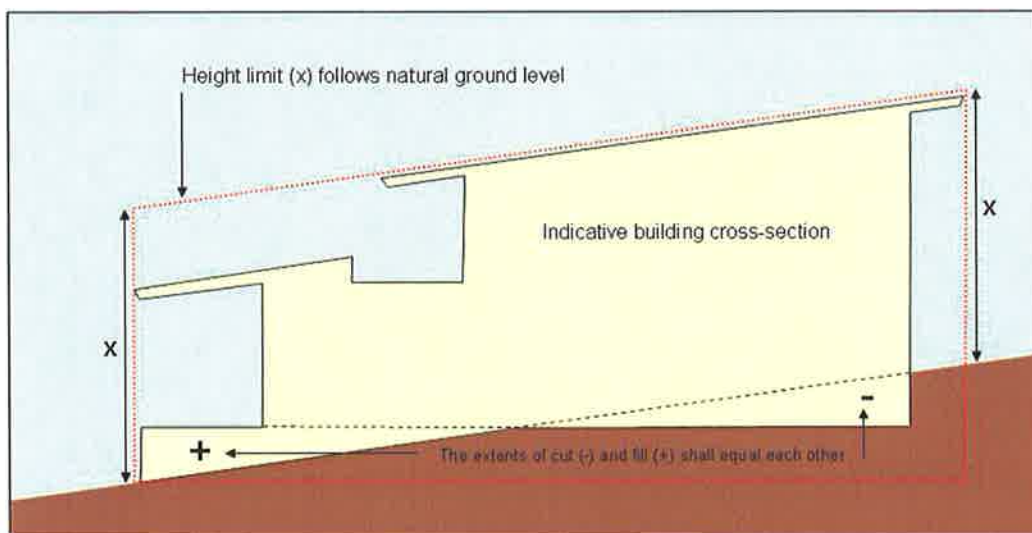 Height limit (x) follows natural ground level
X
Indicative building cross-section
X
-
+
The extents of cut (-) and fill (+) shall equal each other